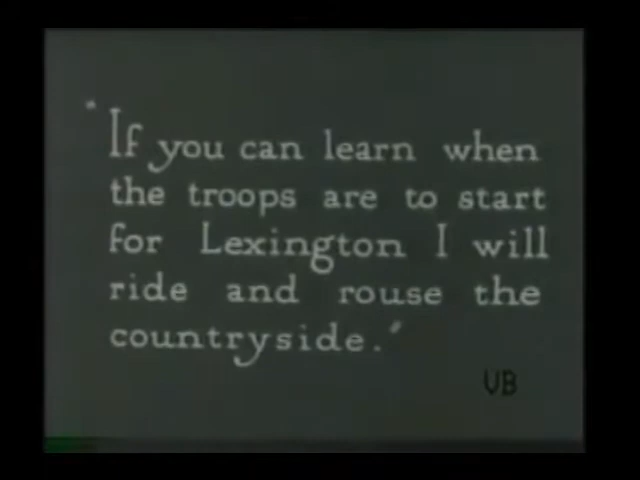 "If you can learn when
the troops are to start
for Lexington I will
ride and rouse the
countryside."
VB